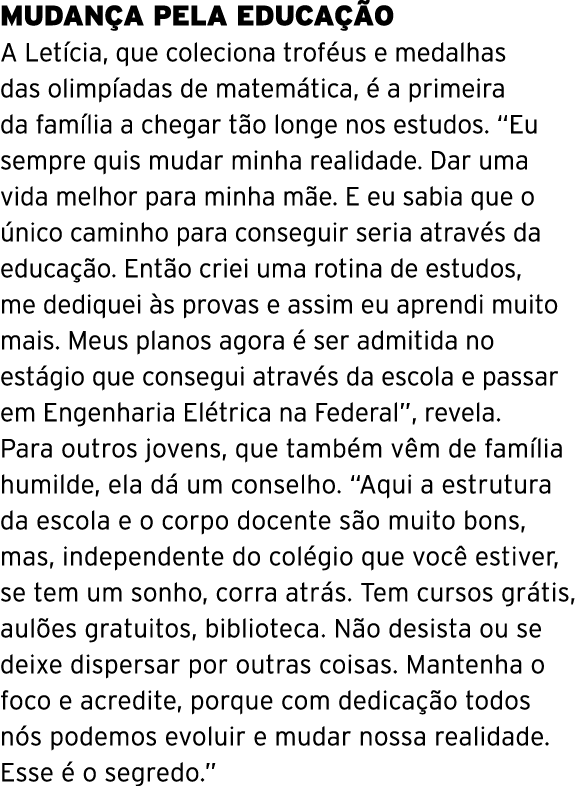 MUDANÇA PELA EDUCAÇÃO
A Letícia, que coleciona troféus e medalhas
das olimpíadas de matemática, é a primeira
da família a chegar tão longe nos estudos. “Eu
sempre quis mudar minha realidade. Dar uma
vida melhor para minha mãe. E eu sabia que o
único caminho para conseguir seria através da
educação. Então criei uma rotina de estudos,
me dediquei às provas e assim eu aprendi muito
mais. Meus planos agora é ser admitida no
estágio que consegui através da escola e passar
em Engenharia Elétrica na Federal”, revela.
Para outros jovens, que também vêm de família
humilde, ela dá um conselho. “Aqui a estrutura
da escola e o corpo docente são muito bons,
mas, independente do colégio que você estiver,
se tem um sonho, corra atrás. Tem cursos grátis,
aulões gratuitos, biblioteca. Não desista ou se
deixe dispersar por outras coisas. Mantenha o
foco e acredite, porque com dedicação todos
nós podemos evoluir e mudar nossa realidade.
Esse é o segredo.”